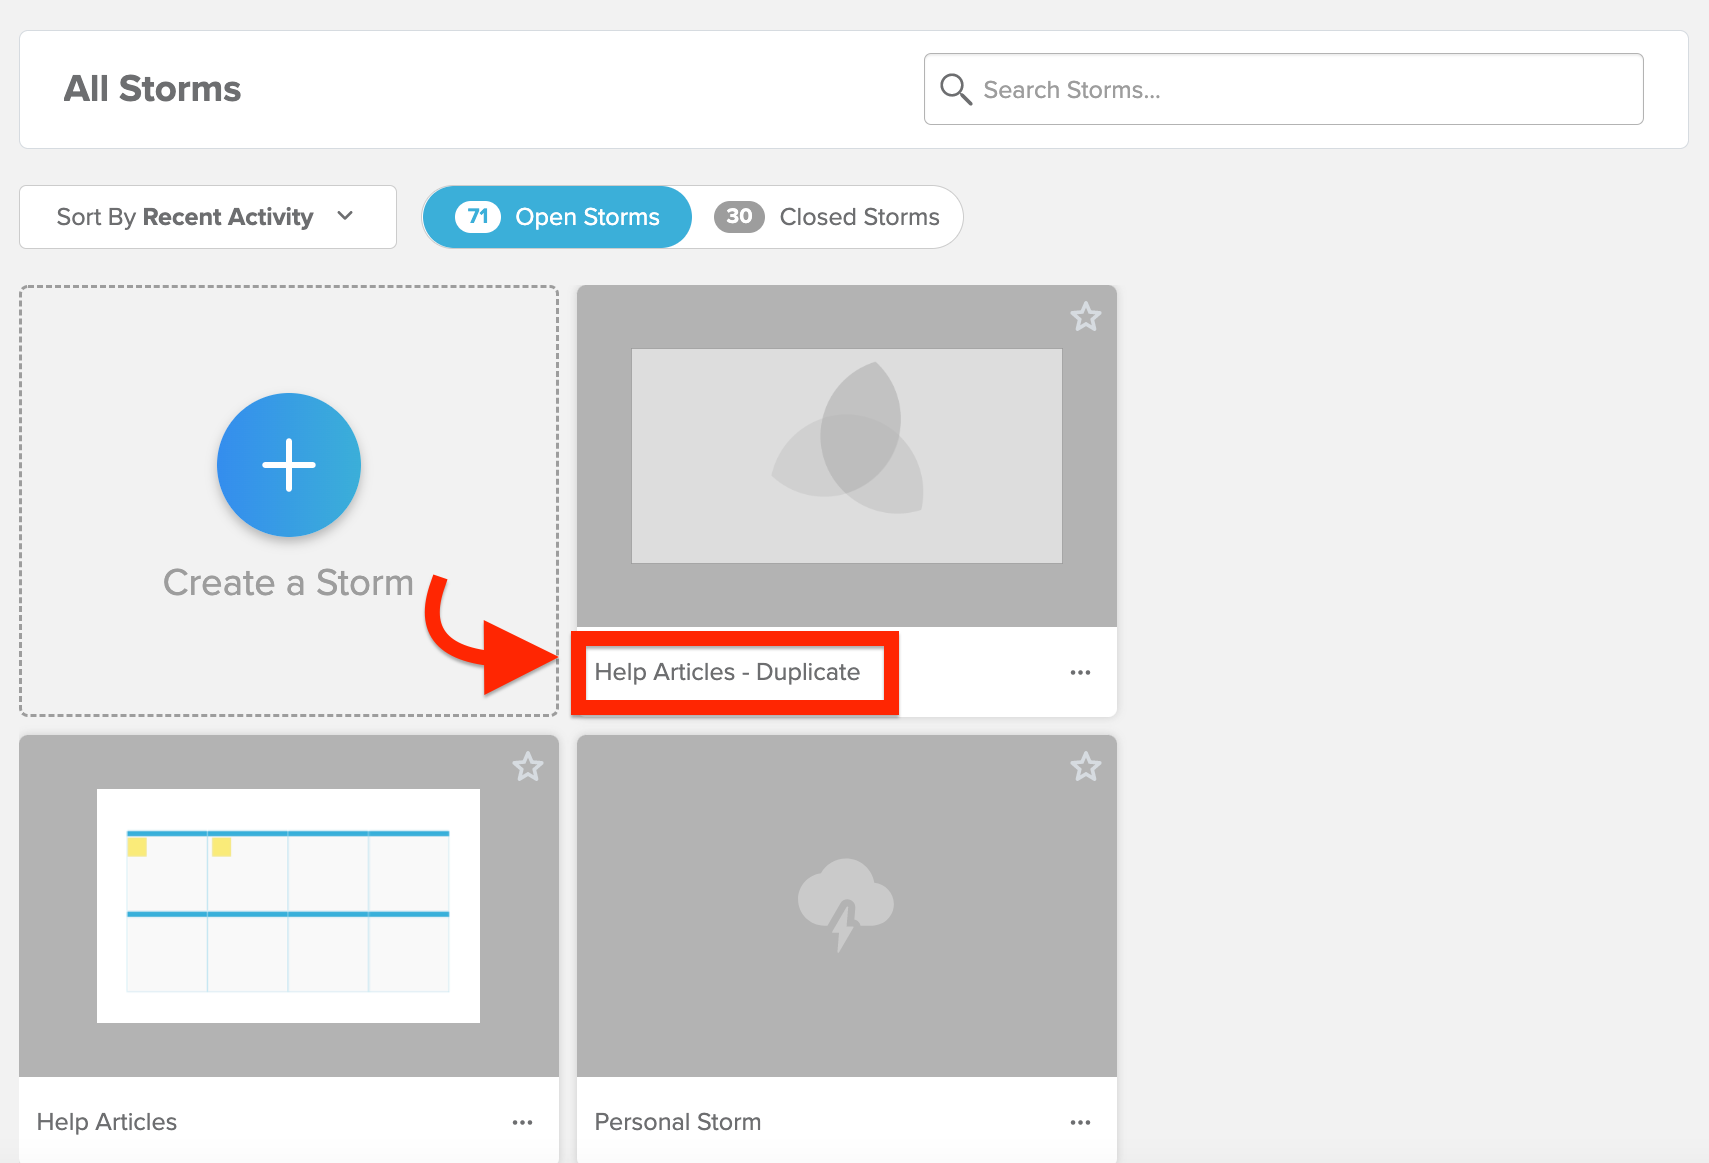 All Storms
Search Storms...
Sort By Recent Activity
71 Open Storms
30 Closed Storms
Create a Storm
Help Articles - Duplicate
Help Articles
Personal Storm